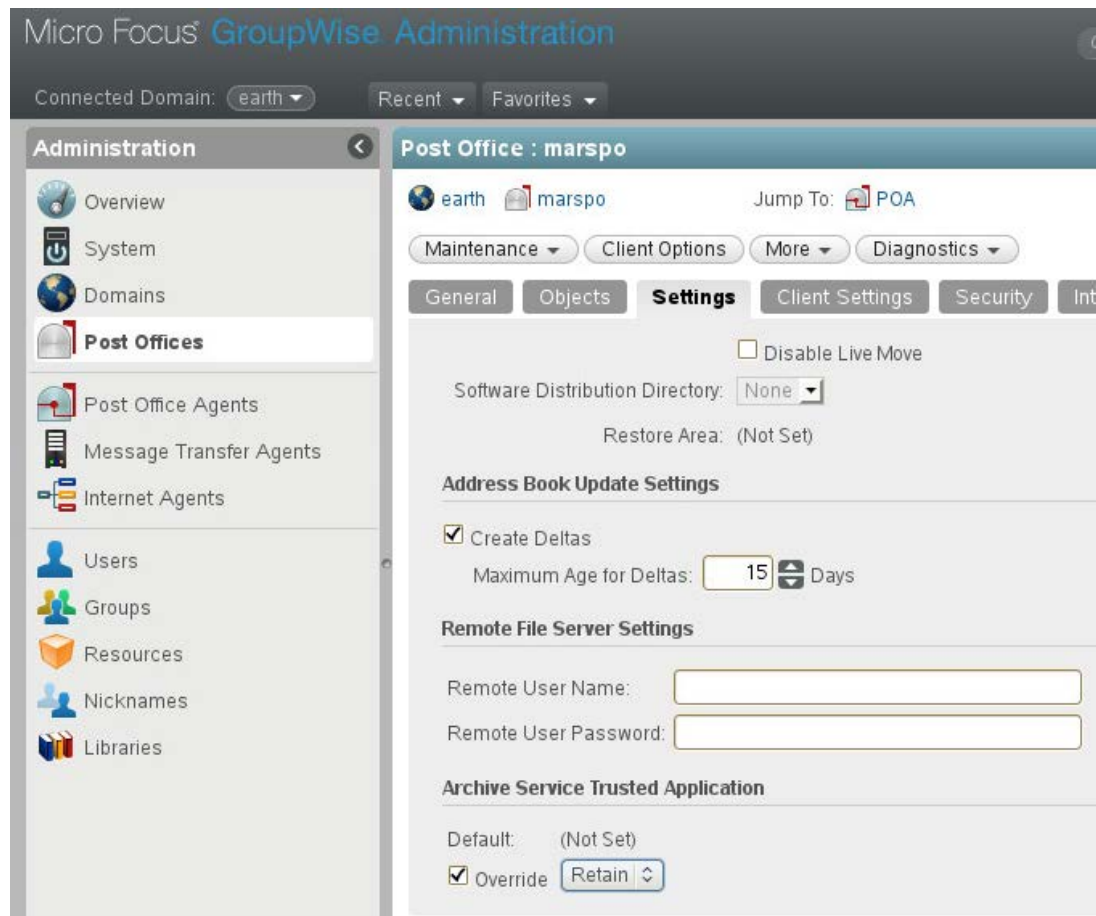 Micro Focus GroupWise Administration
Connected Domain: earth Recent Favorites
Administration
Overview
System
Domains
Post Offices
Post Office Agents
Message Transfer Agents
Internet Agents
Users
Groups
Resources
Nicknames
Libraries
Post Office : marspo
earth marspo Jump To: POA
Maintenance Client Options More Diagnostics
General Objects Settings Client Settings Security Int
Disable Live Move
Software Distribution Directory: None
Restore Area: (Not Set)
Address Book Update Settings
Create Deltas
Maximum Age for Deltas: 15 Days
Remote File Server Settings
Remote User Name:
Remote User Password:
Archive Service Trusted Application
Default: (Not Set)
Override Retain